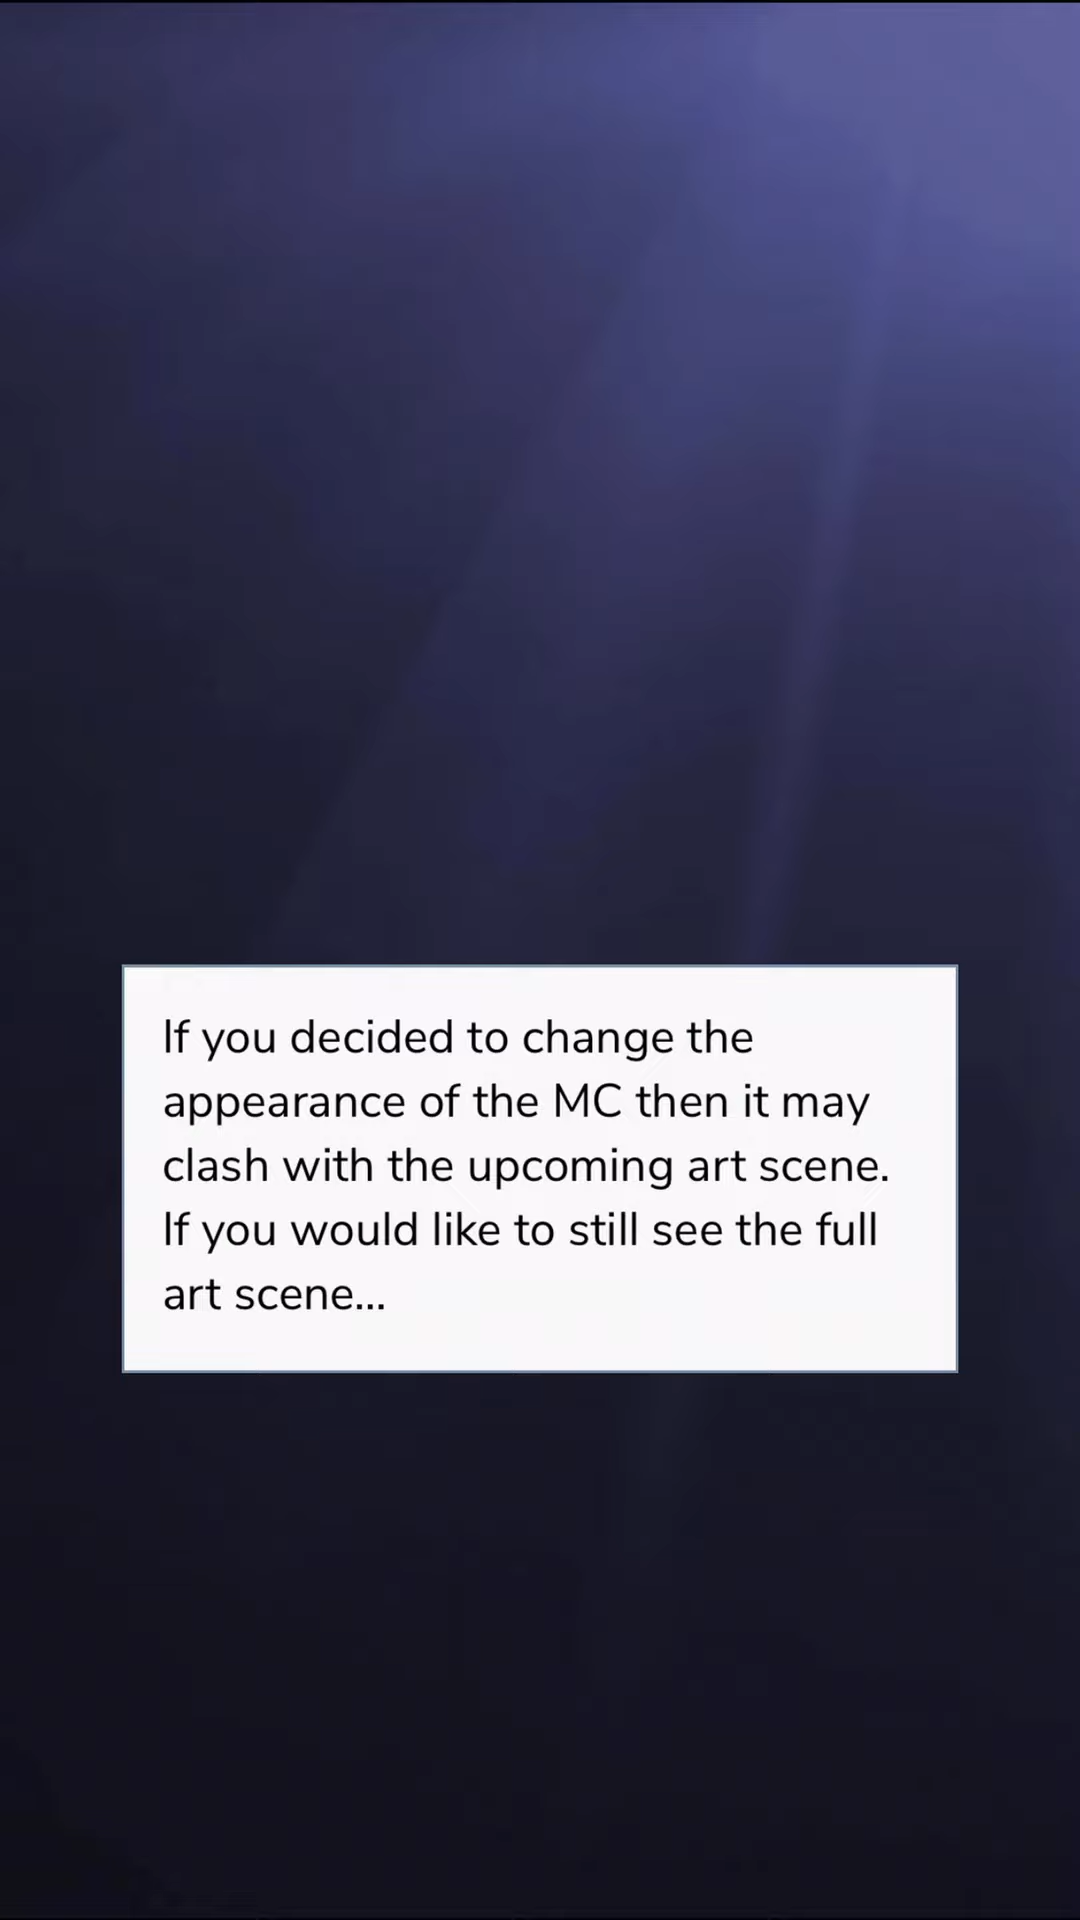 If you decided to change the
appearance of the MC then it may
clash with the upcoming art scene.
If you would like to still see the full
art scene...